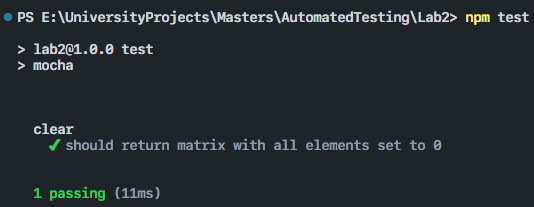 PS E:\UniversityProjects\Masters\AutomatedTesting\Lab2> npm test
> lab2@1.0.0 test
> mocha
clear
✔ should return matrix with all elements set to 0
1 passing (11ms)